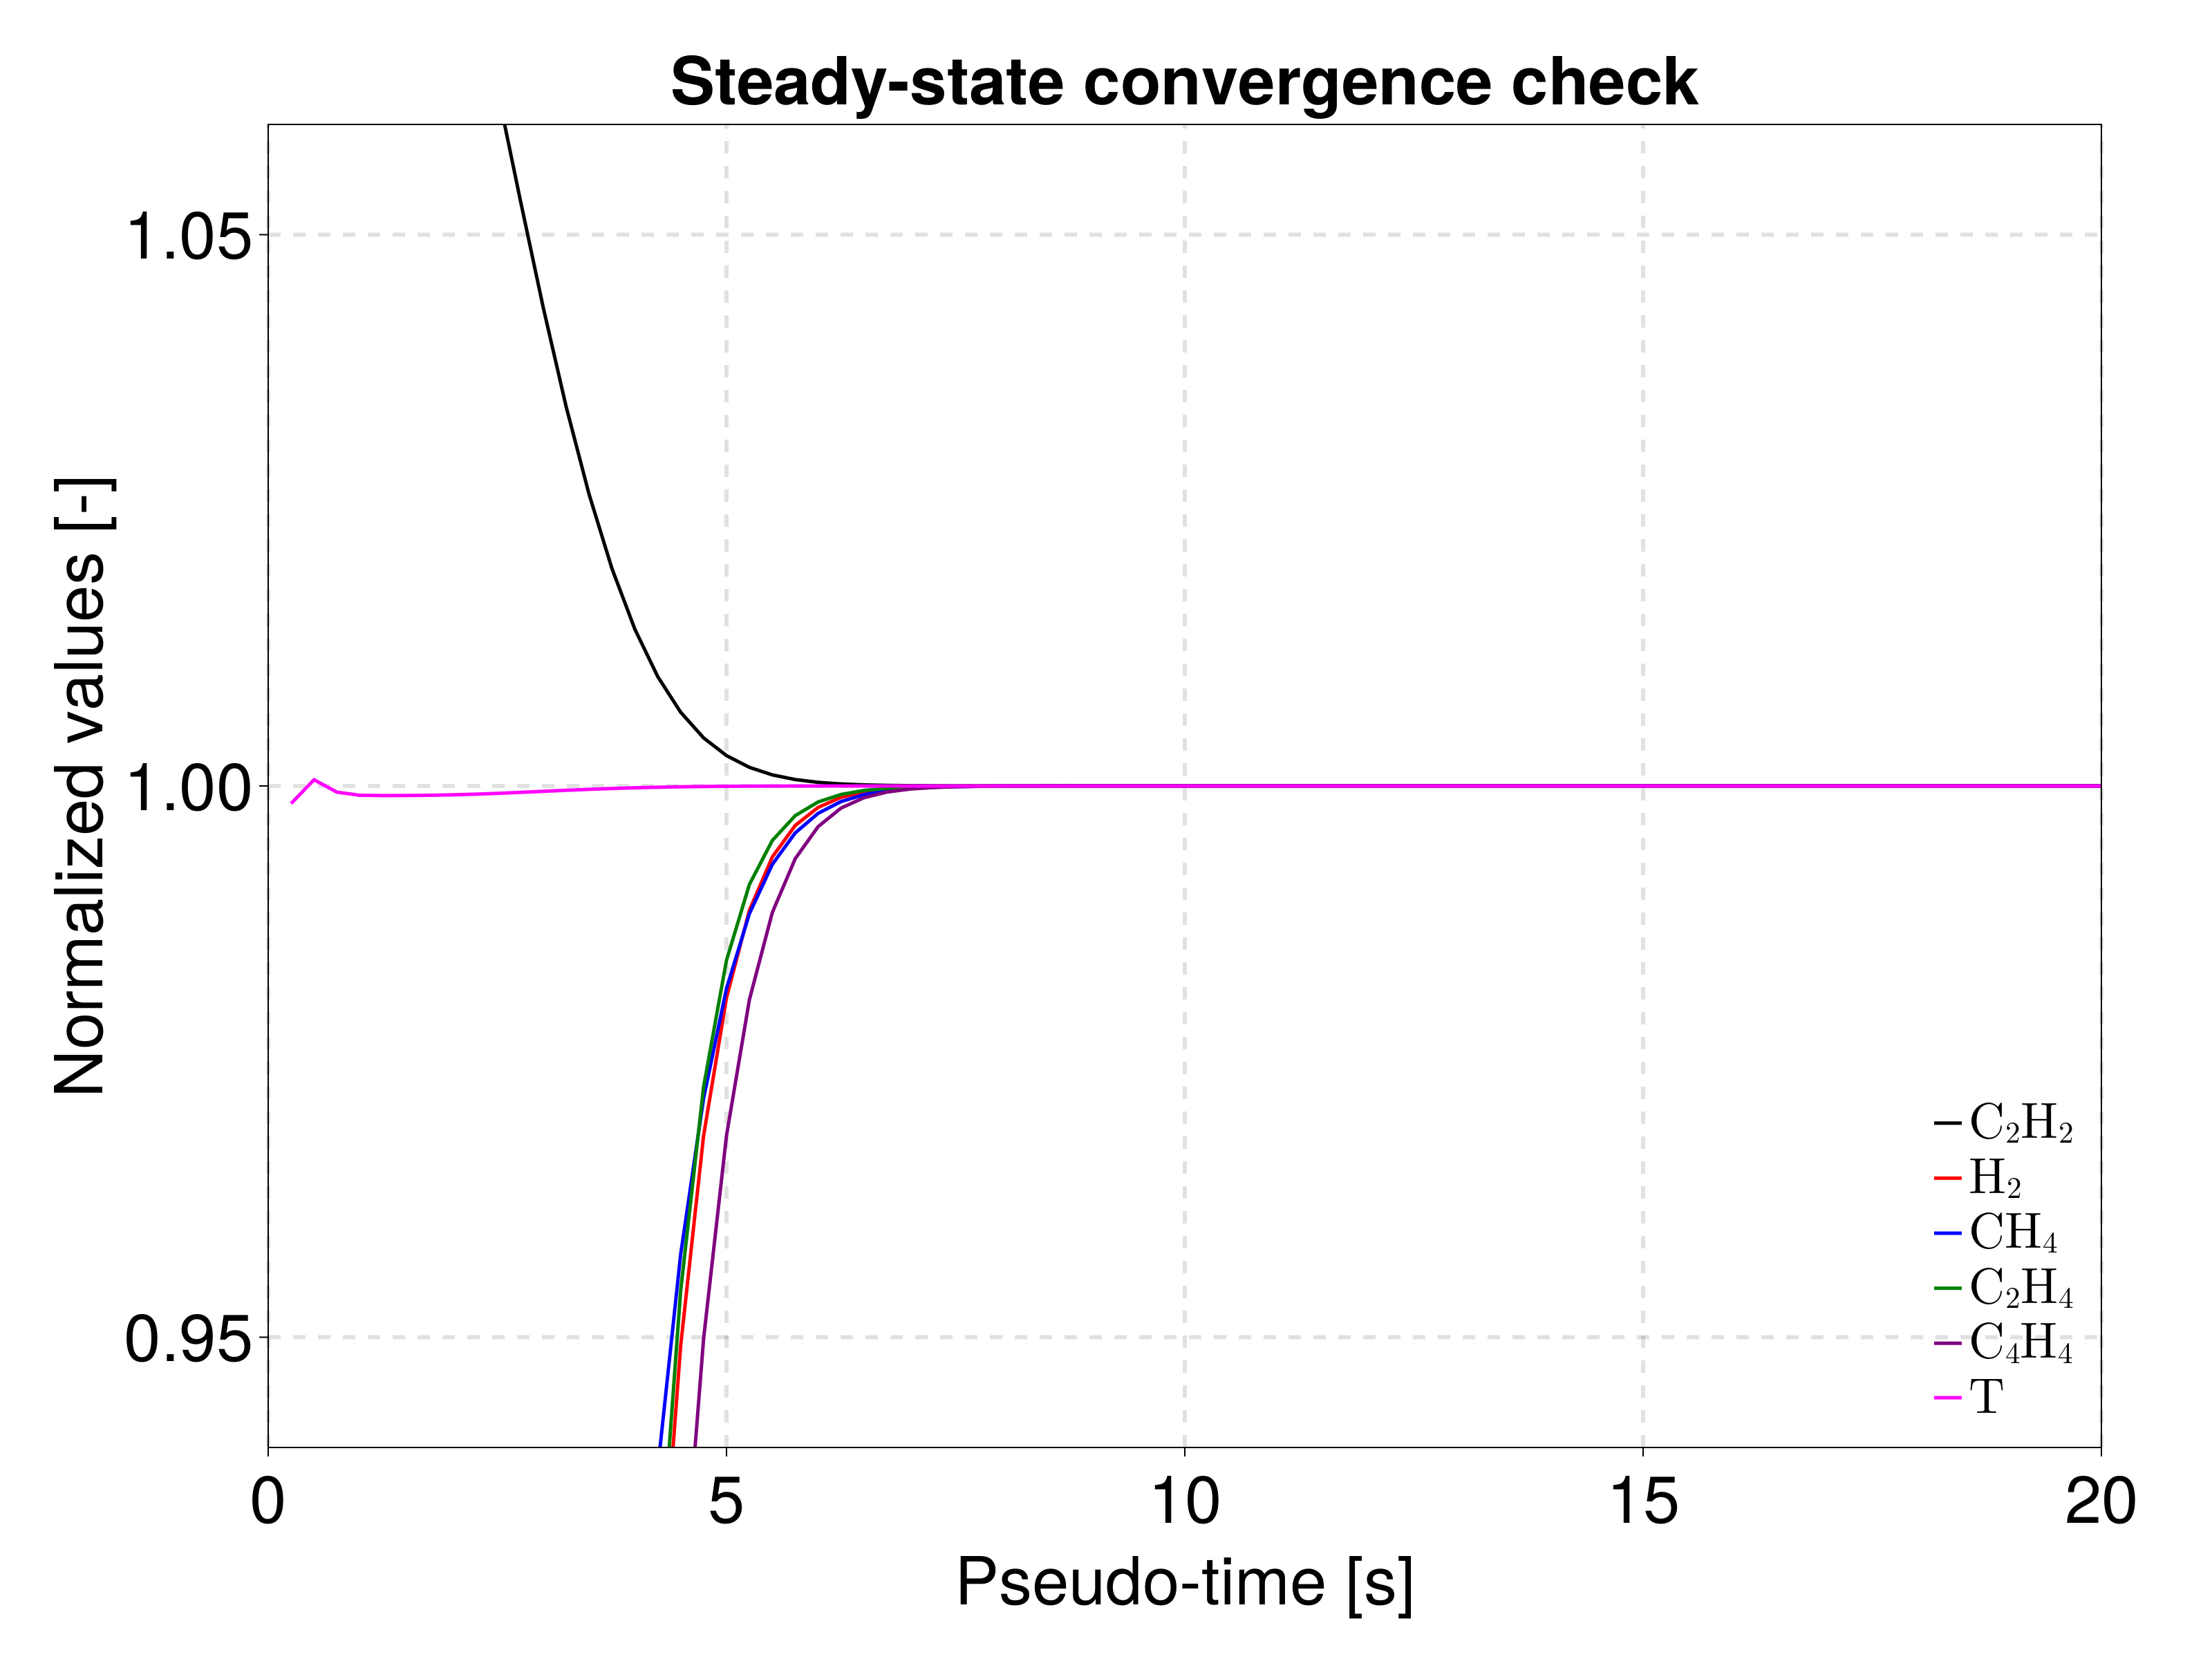 Steady-state convergence check
Normalized values [-]
1.05
1.00
0.95
C₂H₂
H₂
CH₄
C₂H₄
C₄H₄
T
0 5 10 15 20
Pseudo-time [s]